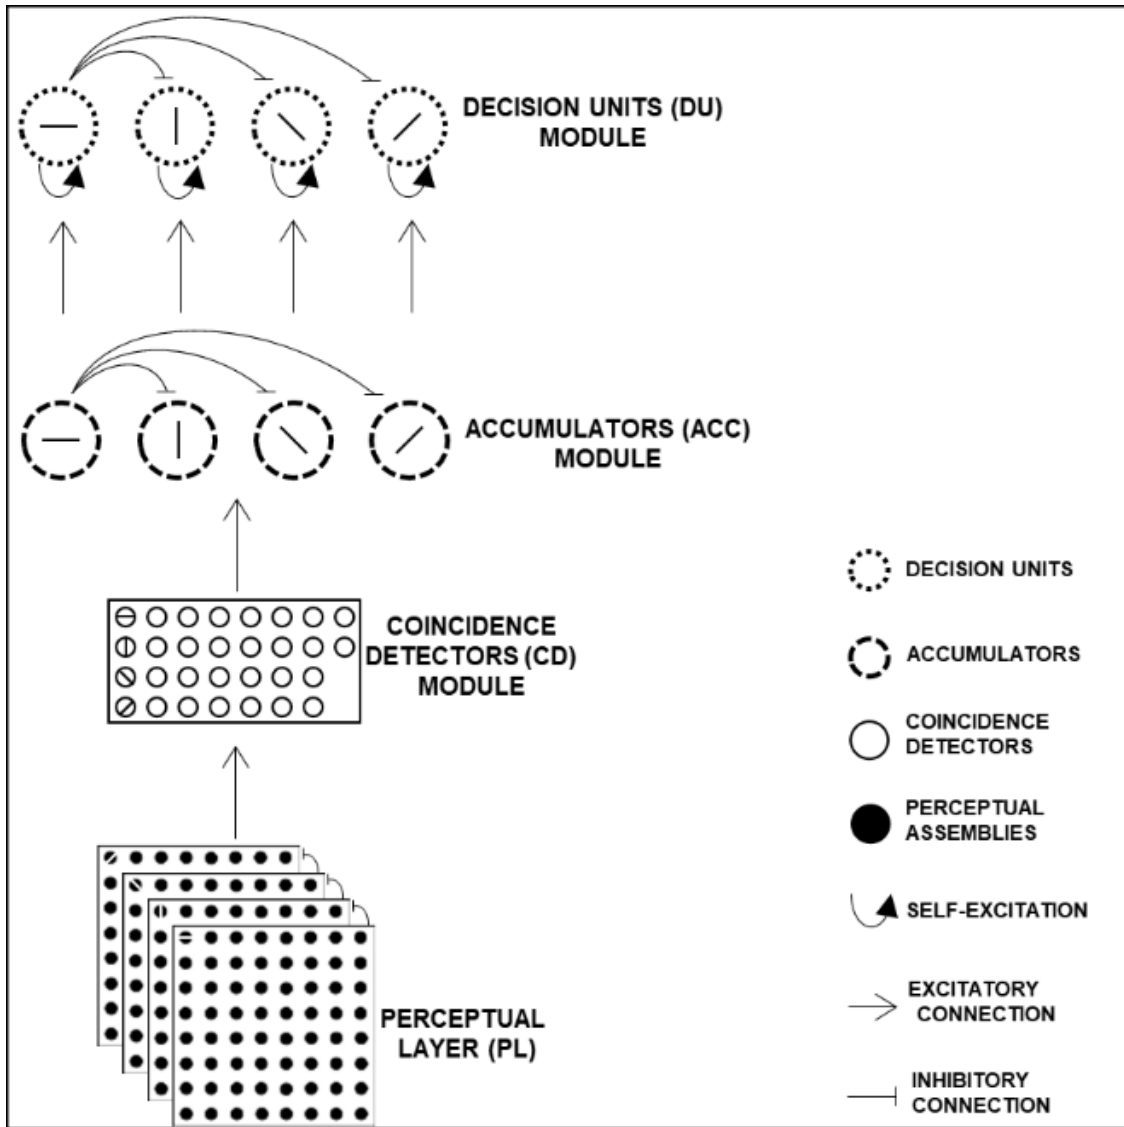 DECISION UNITS (DU)
MODULE
ACCUMULATORS (ACC)
MODULE
COINCIDENCE
DETECTORS (CD)
MODULE
PERCEPTUAL
LAYER (PL)
DECISION UNITS
ACCUMULATORS
COINCIDENCE
DETECTORS
PERCEPTUAL
ASSEMBLIES
SELF-EXCITATION
EXCITATORY
CONNECTION
INHIBITORY
CONNECTION